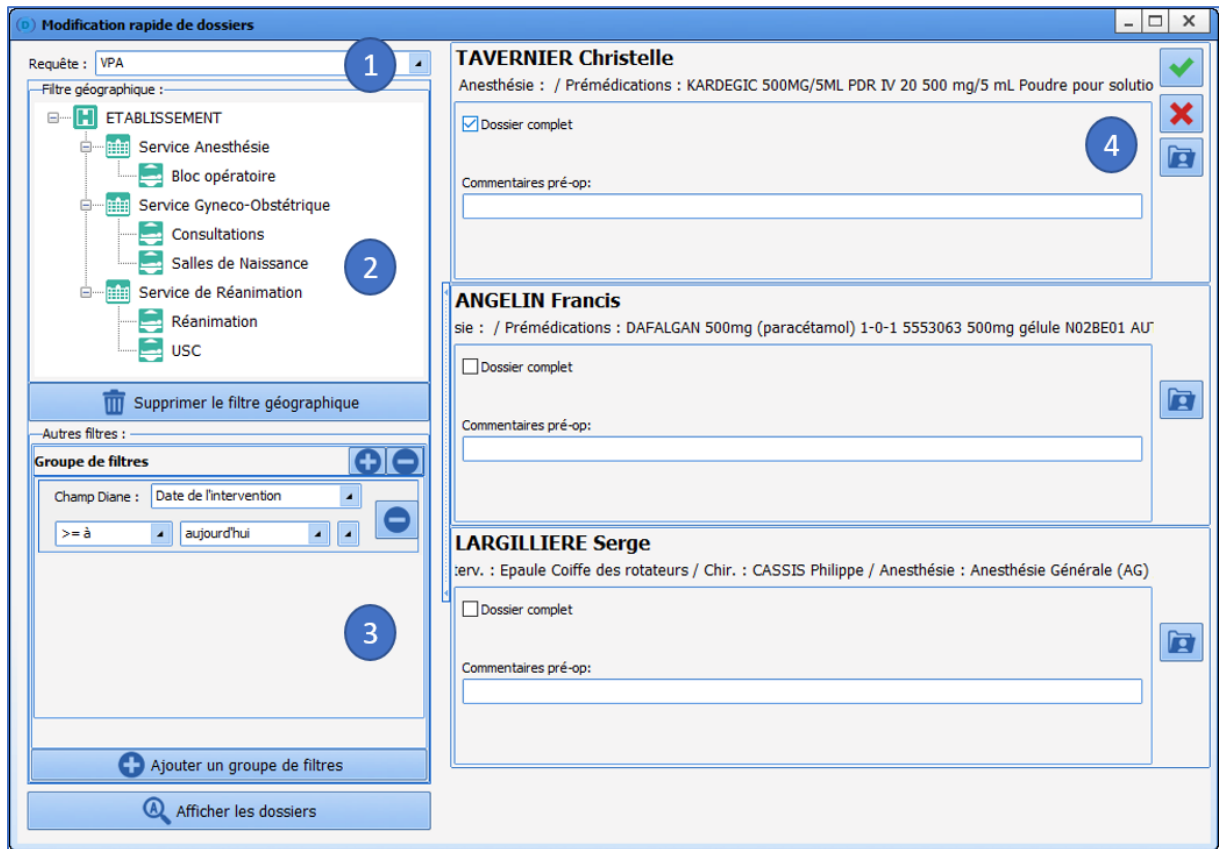 Modification rapide de dossiers
Requête : VPA
1
Filtre géographique :
ETABLISSEMENT
Service Anesthésie
Bloc opératoire
Service Gyneco-Obstétrique
Consultations
2
Salles de Naissance
Service de Réanimation
Réanimation
USC
Supprimer le filtre géographique
Autres filtres :
Groupe de filtres
Champ Diane : Date de l'intervention
>= à aujourd'hui
3
Ajouter un groupe de filtres
Afficher les dossiers
TAVERNIER Christelle
Anesthésie : / Prémédications : KARDEGIC 500MG/5ML PDR IV 20 500 mg/5 mL Poudre pour solutio
Dossier complet
4
Commentaires pré-op:
ANGELIN Francis
sie : / Prémédications : DAFALGAN 500mg (paracétamol) 1-0-1 5553063 500mg gélule N02BE01 AUT
Dossier complet
Commentaires pré-op:
LARGILLIERE Serge
terv. : Epaule Coiffe des rotateurs / Chir. : CASSIS Philippe / Anesthésie : Anesthésie Générale (AG)
Dossier complet
Commentaires pré-op: